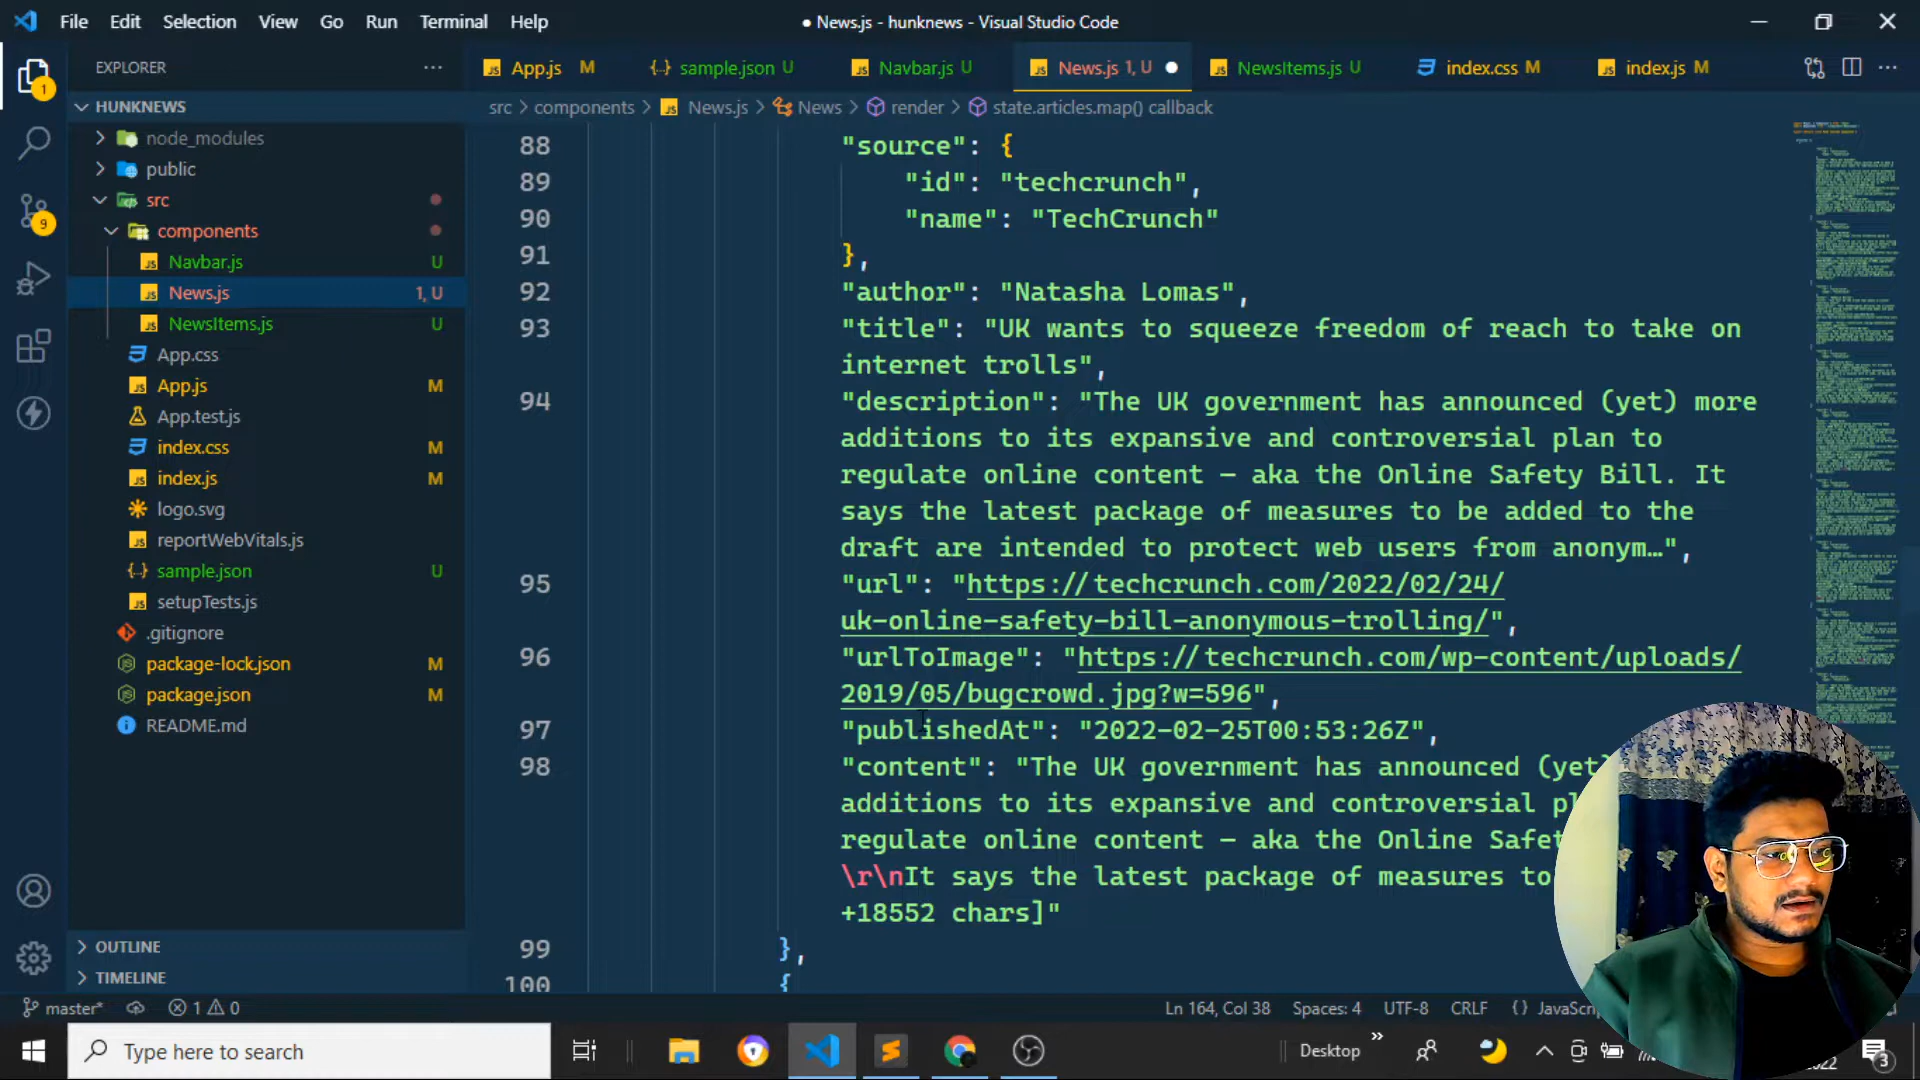 File Edit Selection View Go Run Terminal Help
● News.js - hunknews - Visual Studio Code
EXPLORER
App.js M
sample.json U
Navbar.js U
News.js 1, U
NewsItems.js U
index.css M
index.js M
HUNKNEWS
src > components > News.js > News > render > state.articles.map() callback
node_modules
public
src
components
Navbar.js U
News.js 1, U
NewsItems.js U
App.css
App.js M
App.test.js
index.css M
index.js M
logo.svg
reportWebVitals.js
sample.json U
setupTests.js
.gitignore
package-lock.json M
package.json M
README.md
OUTLINE
TIMELINE
1
9
88 "source": {
89 "id": "techcrunch",
90 "name": "TechCrunch"
91 },
92 "author": "Natasha Lomas",
93 "title": "UK wants to squeeze freedom of reach to take on
internet trolls",
94 "description": "The UK government has announced (yet) more
additions to its expansive and controversial plan to
regulate online content — aka the Online Safety Bill. It
says the latest package of measures to be added to the
draft are intended to protect web users from anonym…",
95 "url": "https://techcrunch.com/2022/02/24/
uk-online-safety-bill-anonymous-trolling/",
96 "urlToImage": "https://techcrunch.com/wp-content/uploads/
2019/05/bugcrowd.jpg?w=596",
97 "publishedAt": "2022-02-25T00:53:26Z",
98 "content": "The UK government has announced (yet)
additions to its expansive and controversial
regulate online content — aka the Online
\r\nIt says the latest package of measures to
+18552 chars]"
99 },
100 {
master* 1 0
Ln 164, Col 38 Spaces: 4 UTF-8 CRLF {}
Type here to search
Desktop »
3